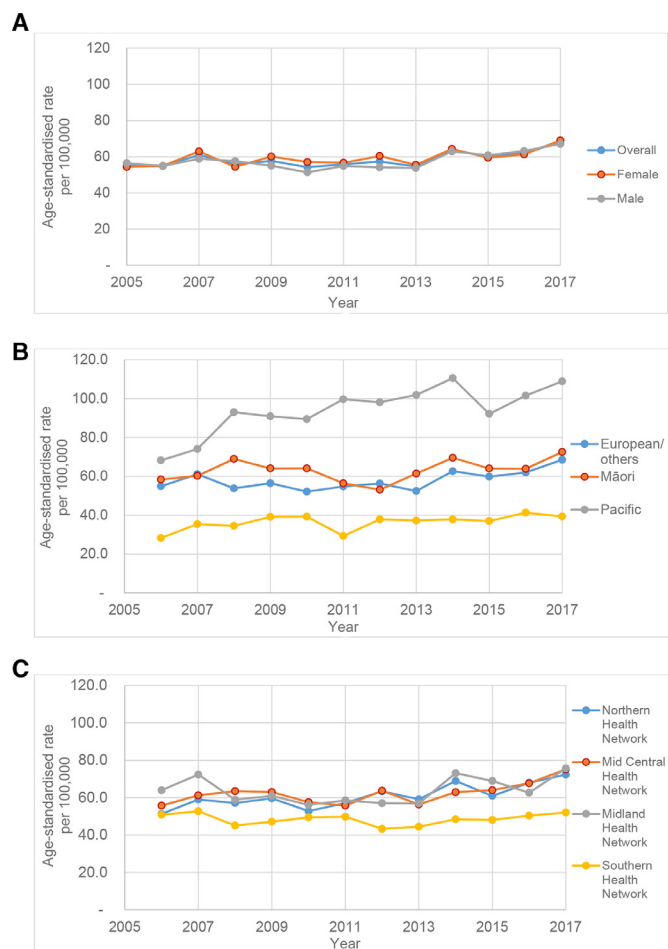 A
120
100
80
60
40
20
-
Age-standardised rate
per 100,000
2005 2007 2009 2011 2013 2015 2017
Year
Overall
Female
Male
B
120.0
100.0
80.0
60.0
40.0
20.0
-
Age-standardised rate
per 100,000
2005 2007 2009 2011 2013 2015 2017
Year
European/
others
Māori
Pacific
C
120.0
100.0
80.0
60.0
40.0
20.0
-
Age-standardised rate
per 100,000
2005 2007 2009 2011 2013 2015 2017
Year
Northern
Health
Network
Mid Central
Health
Network
Midland
Health
Network
Southern
Health
Network